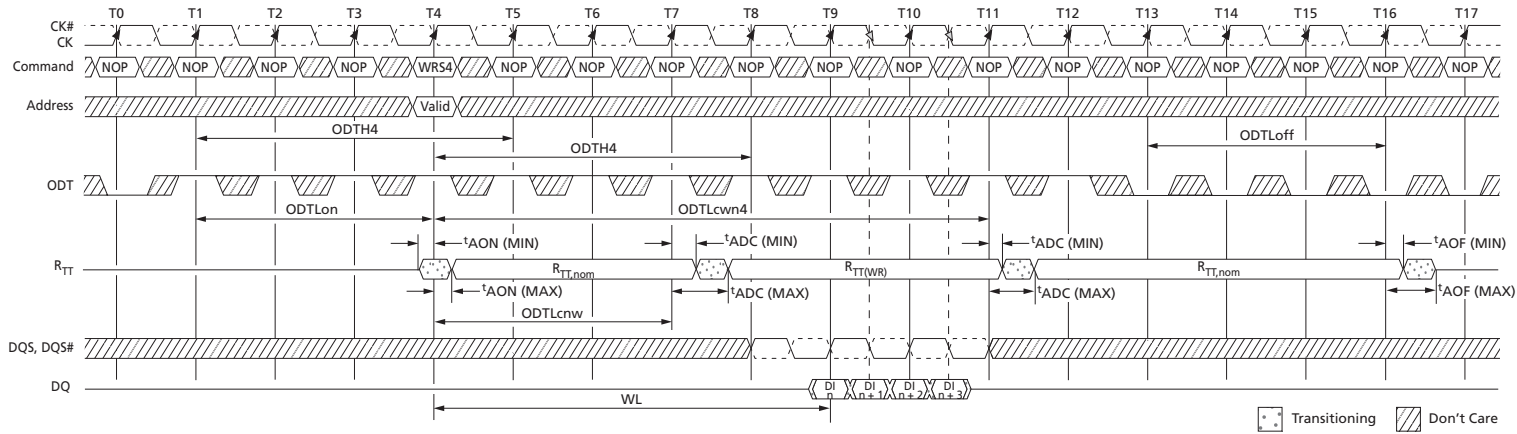 T0 T1 T2 T3 T4 T5 T6 T7 T8 T9 T10 T11 T12 T13 T14 T15 T16 T17
CK#
CK
Command NOP NOP NOP NOP WRS4 NOP NOP NOP NOP NOP NOP NOP NOP NOP NOP NOP NOP NOP
Address Valid
ODTH4 ODTLoff
ODTH4
ODT
ODTLon ODTLcwn4
tAON (MIN) tADC (MIN) tADC (MIN) tAOF (MIN)
RTT RTT,nom RTT(WR) RTT,nom
tAON (MAX) tADC (MAX) tADC (MAX) tAOF (MAX)
ODTLcnw
DQS, DQS#
DQ DI n DI n + 1 DI n + 2 DI n + 3
WL
Transitioning Don't Care